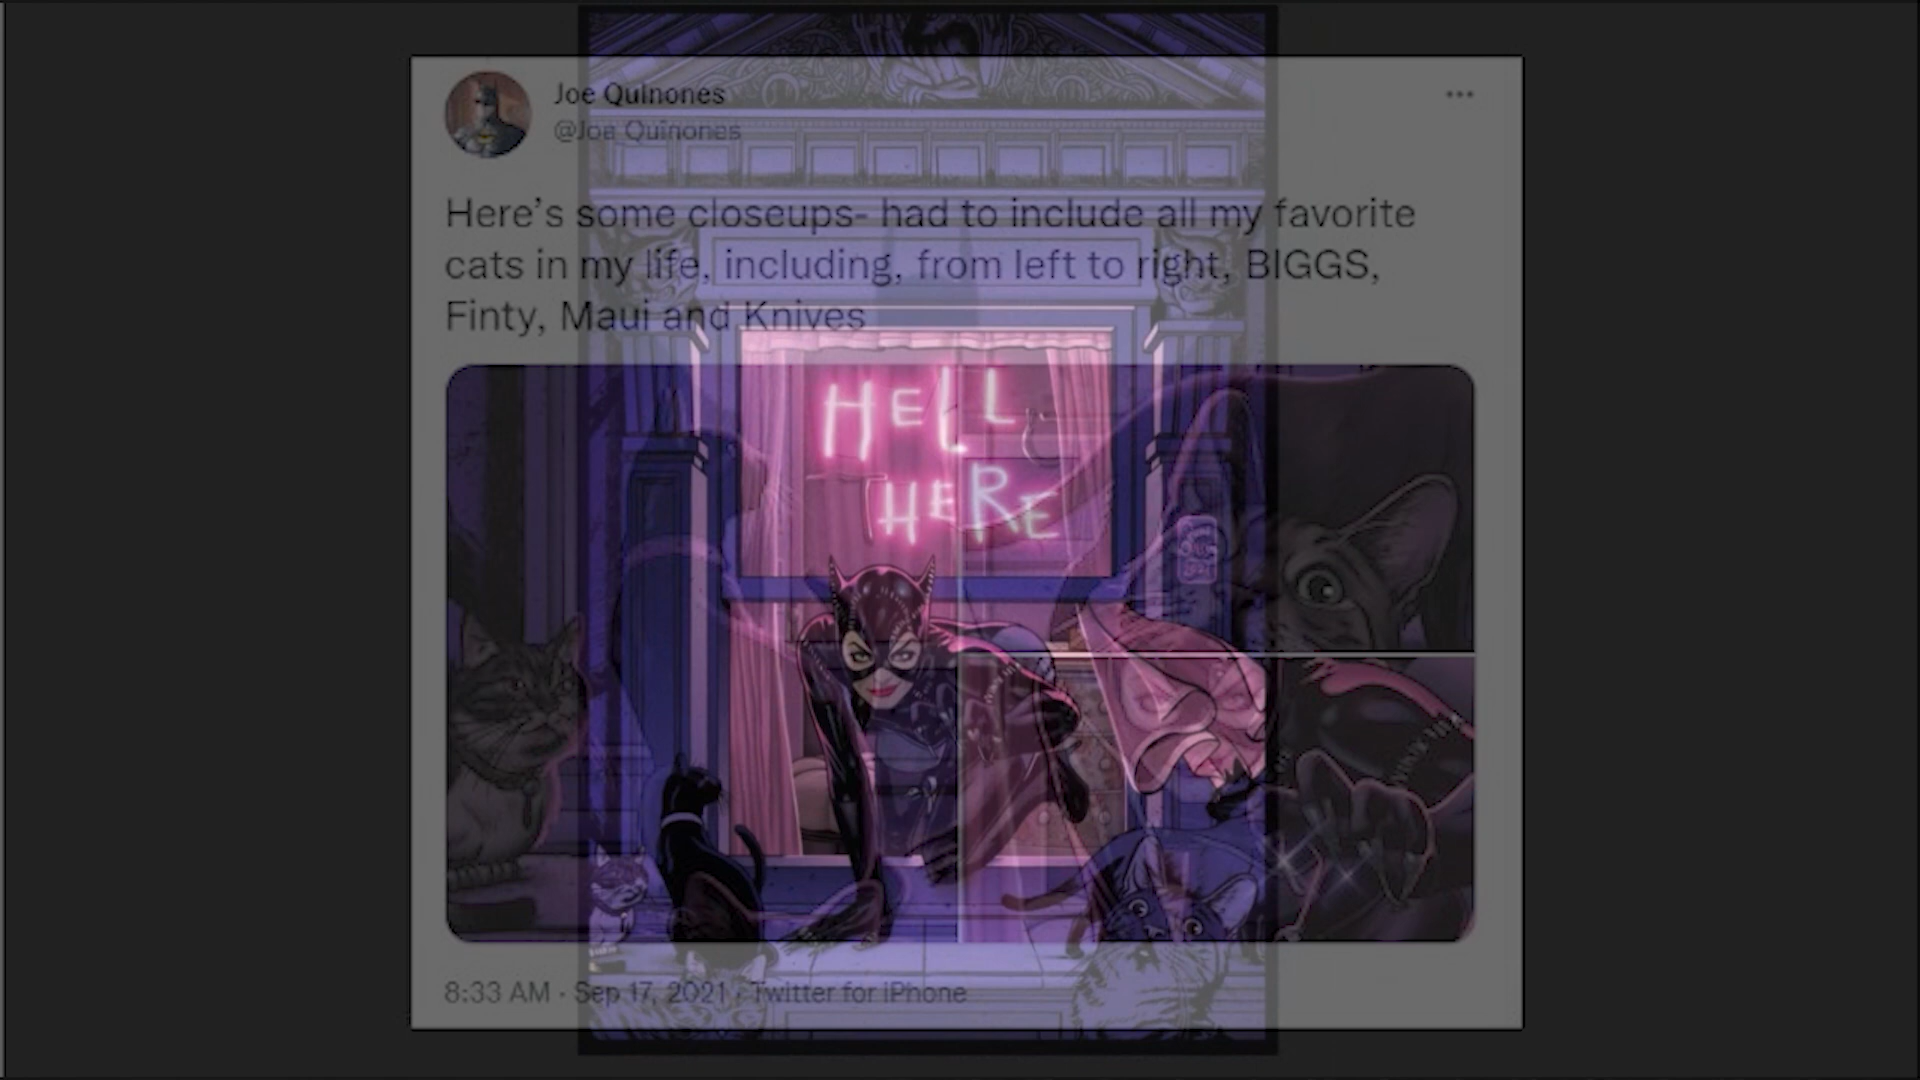 Joe Quinones
@Joe Quinones
Here’s some closeups- had to include all my favorite
cats in my life, including, from left to right, BIGGS,
Finty, Maui and Knives
HELL
HERE
8:33 AM · Sep 17, 2021 · Twitter for iPhone